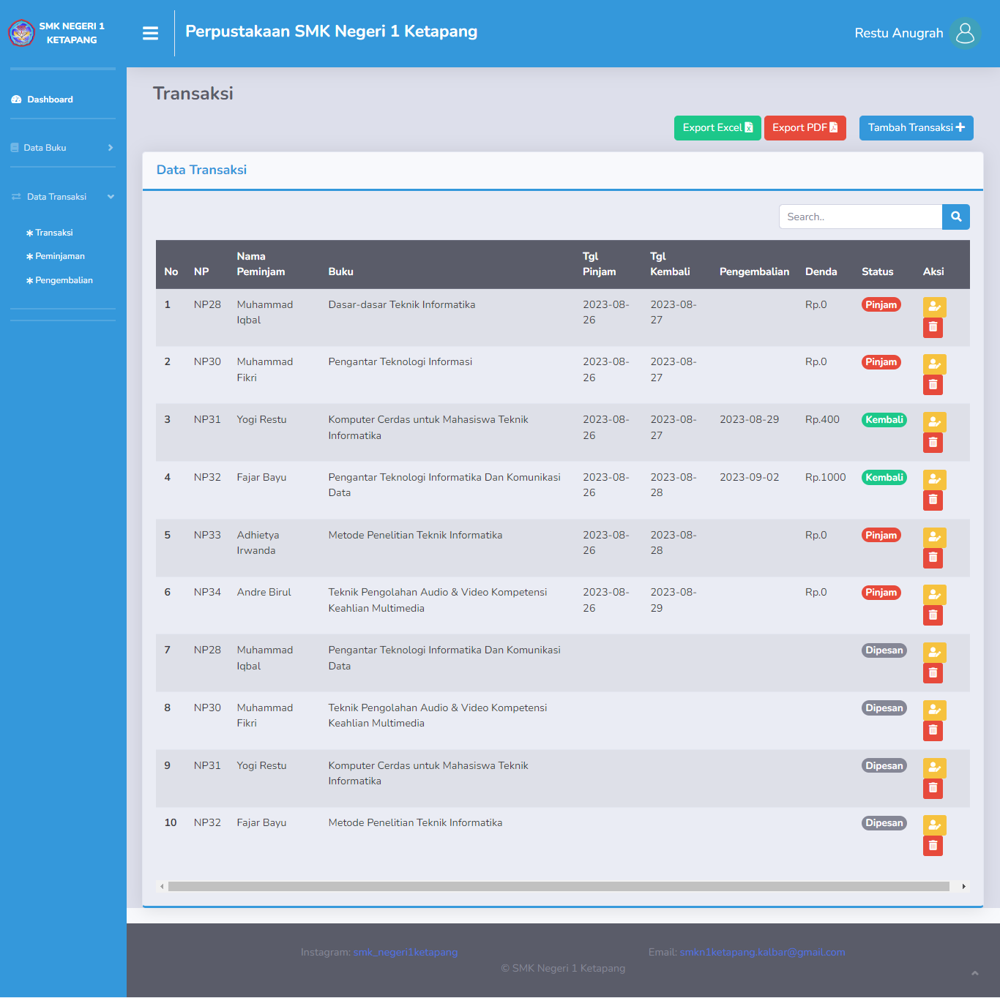 SMK NEGERI 1
KETAPANG
Perpustakaan SMK Negeri 1 Ketapang
Restu Anugrah
Dashboard
Data Buku
Data Transaksi
Transaksi
Peminjaman
Pengembalian
Transaksi
Export Excel
Export PDF
Tambah Transaksi
Data Transaksi
Search..
No NP Nama Peminjam Buku Tgl Pinjam Tgl Kembali Pengembalian Denda Status Aksi
1 NP28 Muhammad Iqbal Dasar-dasar Teknik Informatika 2023-08-26 2023-08-27 Rp.0 Pinjam
2 NP30 Muhammad Fikri Pengantar Teknologi Informasi 2023-08-26 2023-08-27 Rp.0 Pinjam
3 NP31 Yogi Restu Komputer Cerdas untuk Mahasiswa Teknik Informatika 2023-08-26 2023-08-27 2023-08-29 Rp.400 Kembali
4 NP32 Fajar Bayu Pengantar Teknologi Informatika Dan Komunikasi Data 2023-08-26 2023-08-28 2023-09-02 Rp.1000 Kembali
5 NP33 Adhietya Irwanda Metode Penelitian Teknik Informatika 2023-08-26 2023-08-28 Rp.0 Pinjam
6 NP34 Andre Birul Teknik Pengolahan Audio & Video Kompetensi Keahlian Multimedia 2023-08-26 2023-08-29 Rp.0 Pinjam
7 NP28 Muhammad Iqbal Pengantar Teknologi Informatika Dan Komunikasi Data Dipesan
8 NP30 Muhammad Fikri Teknik Pengolahan Audio & Video Kompetensi Keahlian Multimedia Dipesan
9 NP31 Yogi Restu Komputer Cerdas untuk Mahasiswa Teknik Informatika Dipesan
10 NP32 Fajar Bayu Metode Penelitian Teknik Informatika Dipesan
Instagram: smk_negeri1ketapang
Email: smkn1ketapang.kalbar@gmail.com
© SMK Negeri 1 Ketapang